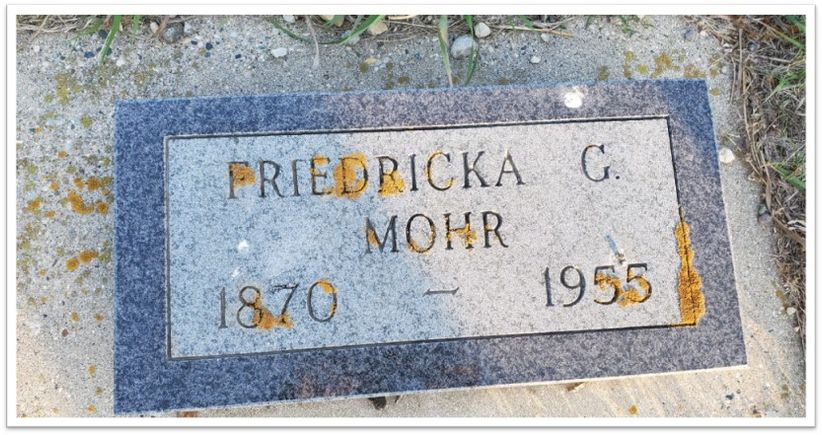 FRIEDRICKA G.
MOHR
1870 – 1955